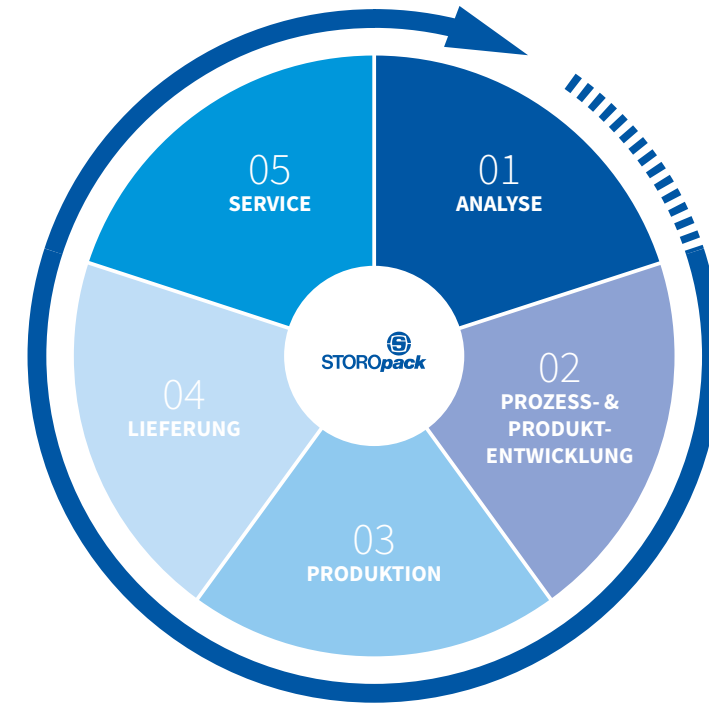 01
ANALYSE
02
PROZESS- &
PRODUKT-
ENTWICKLUNG
03
PRODUKTION
04
LIEFERUNG
05
SERVICE
STOROpack